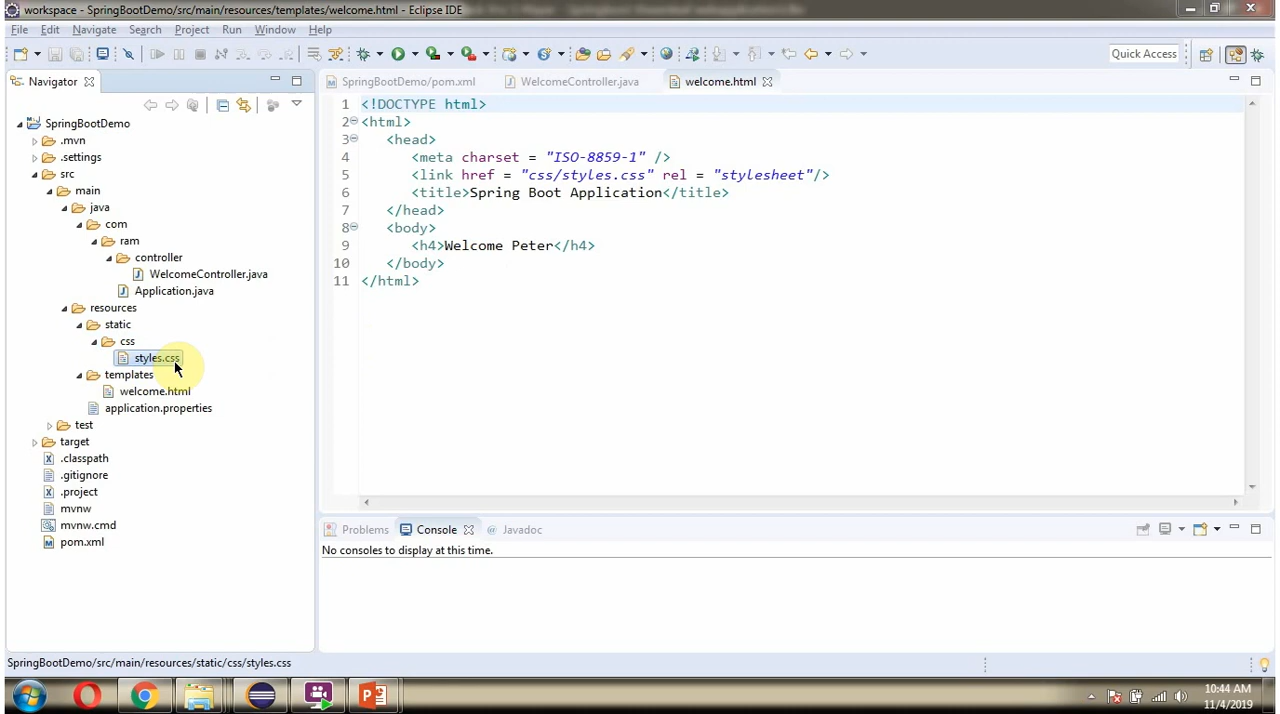 workspace - SpringBootDemo/src/main/resources/templates/welcome.html - Eclipse IDE
File Edit Navigate Search Project Run Window Help
Quick Access
Navigator
SpringBootDemo
.mvn
.settings
src
main
java
com
ram
controller
WelcomeController.java
Application.java
resources
static
css
styles.css
templates
welcome.html
application.properties
test
target
.classpath
.gitignore
.project
mvnw
mvnw.cmd
pom.xml
SpringBootDemo/pom.xml WelcomeController.java welcome.html
1 <!DOCTYPE html>
2 <html>
3 <head>
4 <meta charset = "ISO-8859-1" />
5 <link href = "css/styles.css" rel = "stylesheet"/>
6 <title>Spring Boot Application</title>
7 </head>
8 <body>
9 <h4>Welcome Peter</h4>
10 </body>
11 </html>
Problems Console @ Javadoc
No consoles to display at this time.
SpringBootDemo/src/main/resources/static/css/styles.css
10:44 AM
11/4/2019